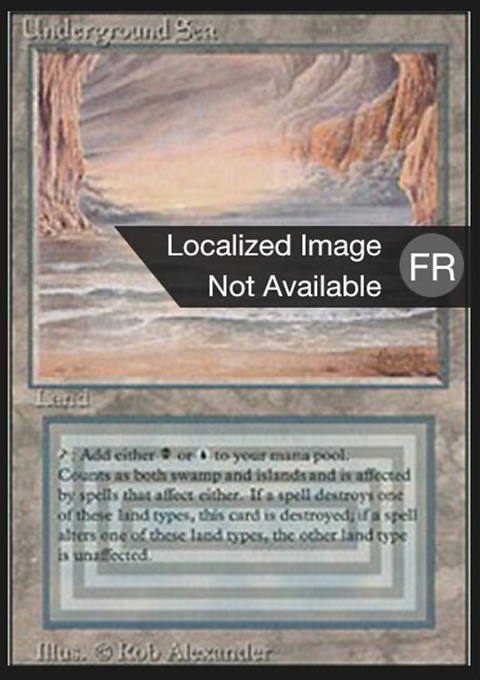 Underground Sea
Localized Image
Not Available
FR
Land
: Add either or to your mana pool.
Counts as both swamp and islands and is affected
by spells that affect either. If a spell destroys one
of these land types, this card is destroyed; if a spell
alters one of these land types, the other land type
is unaffected.
Illus. © Rob Alexander